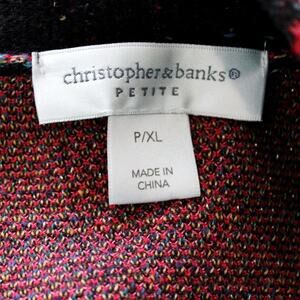 christopher&banks®
PETITE
P/XL
MADE IN
CHINA